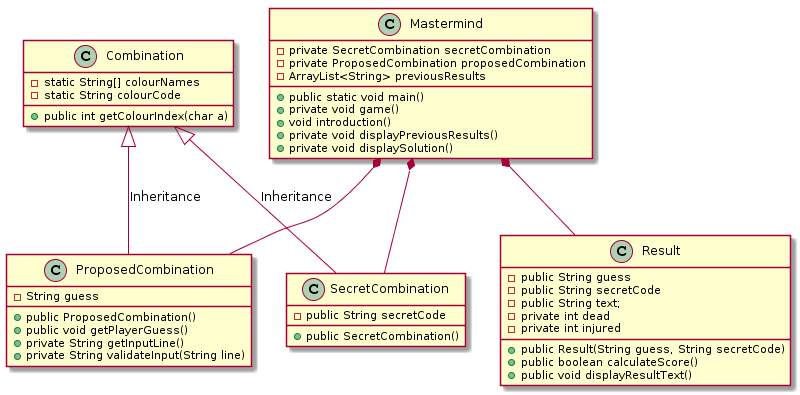 C Mastermind
private SecretCombination secretCombination
private ProposedCombination proposedCombination
ArrayList<String> previousResults
public static void main()
private void game()
void introduction()
private void displayPreviousResults()
private void displaySolution()
C Combination
static String[] colourNames
static String colourCode
public int getColourIndex(char a)
Inheritance
Inheritance
C ProposedCombination
String guess
public ProposedCombination()
public void getPlayerGuess()
private String getInputLine()
private String validateInput(String line)
C SecretCombination
public String secretCode
public SecretCombination()
C Result
public String guess
public String secretCode
public String text;
private int dead
private int injured
public Result(String guess, String secretCode)
public boolean calculateScore()
public void displayResultText()